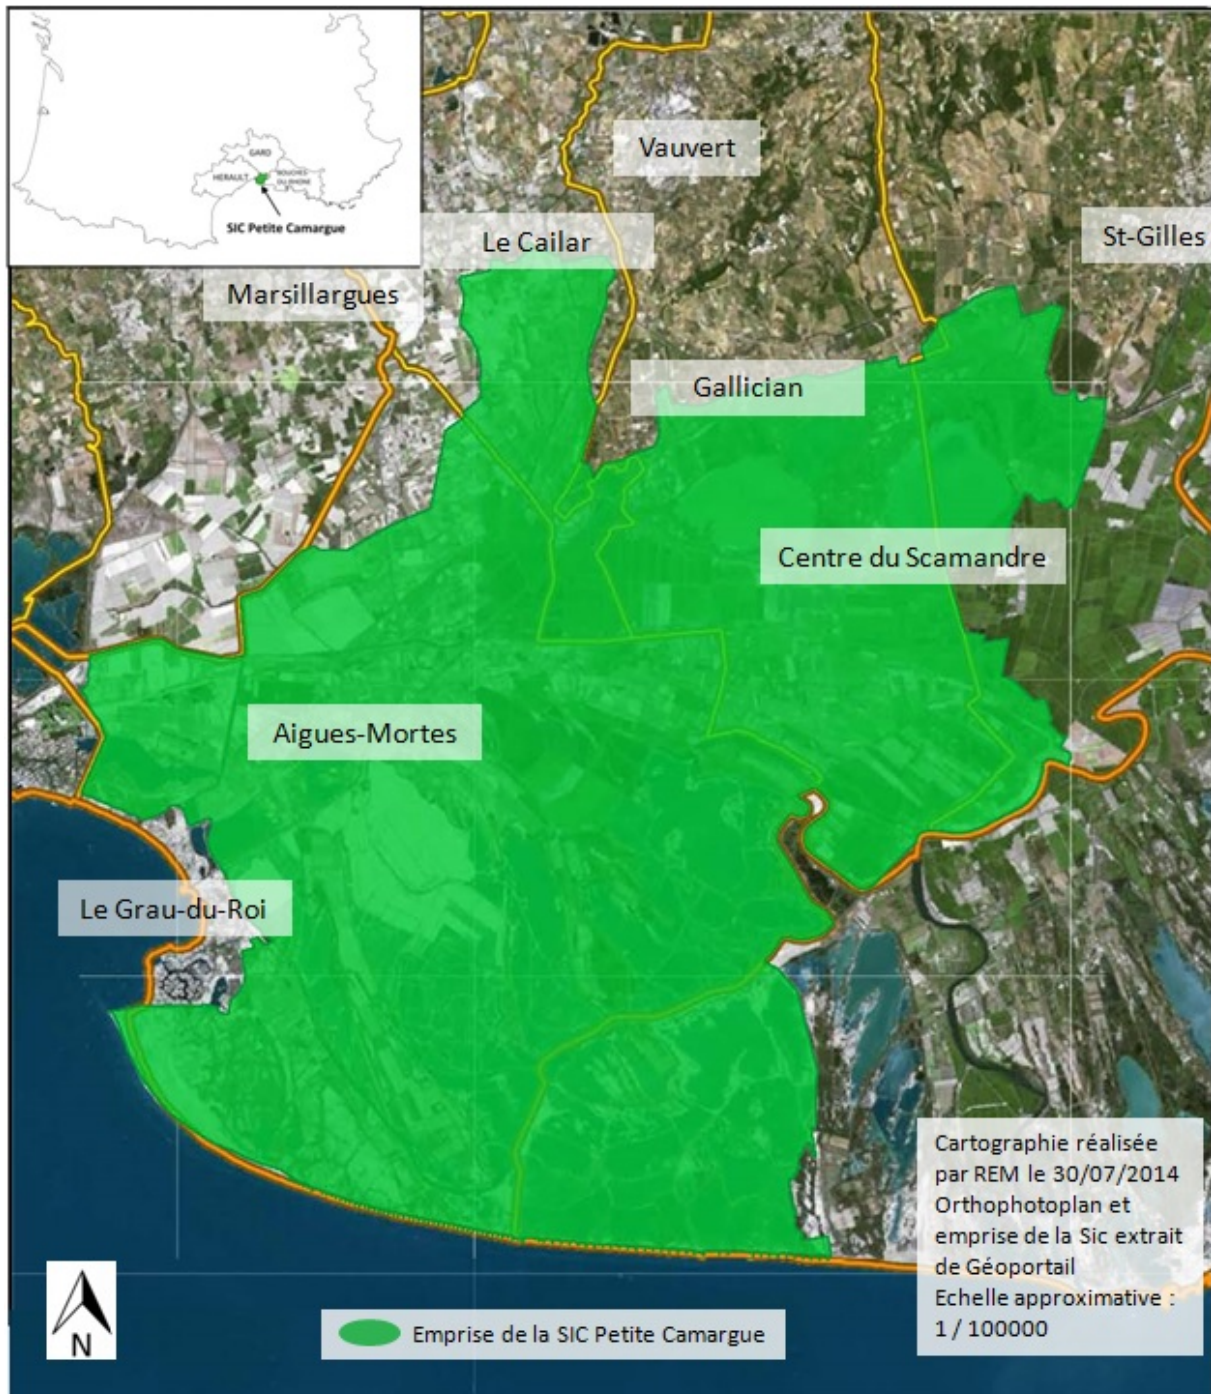 GARD
HERAULT
BOUCHES-
DU-RHONE
SIC Petite Camargue
Vauvert
Le Cailar
St-Gilles
Marsillargues
Gallician
Centre du Scamandre
Aigues-Mortes
Le Grau-du-Roi
Cartographie réalisée
par REM le 30/07/2014
Orthophotoplan et
emprise de la Sic extrait
de Géoportail
Echelle approximative :
1 / 100000
N
Emprise de la SIC Petite Camargue